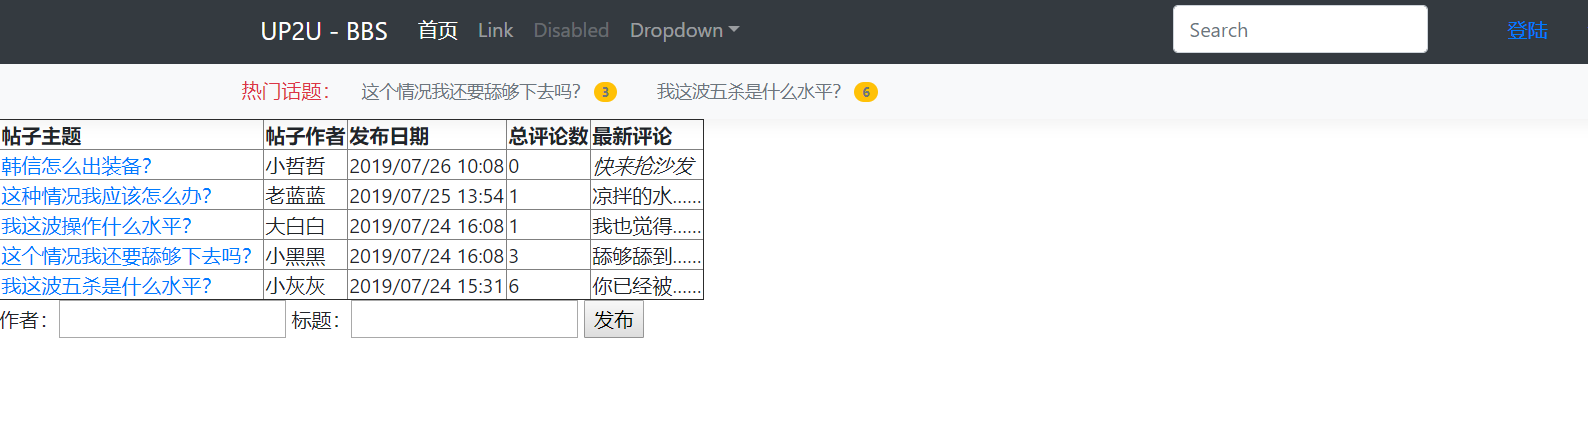 UP2U - BBS 首页 Link Disabled Dropdown Search 登陆
热门话题： 这个情况我还要舔够下去吗？ 3 我这波五杀是什么水平？ 6
帖子主题 帖子作者 发布日期 总评论数 最新评论
韩信怎么出装备？ 小哲哲 2019/07/26 10:08 0 快来抢沙发
这种情况我应该怎么办？ 老蓝蓝 2019/07/25 13:54 1 凉拌的水......
我这波操作什么水平？ 大白白 2019/07/24 16:08 1 我也觉得......
这个情况我还要舔够下去吗？ 小黑黑 2019/07/24 16:08 3 舔够舔到......
我这波五杀是什么水平？ 小灰灰 2019/07/24 15:31 6 你已经被......
作者： 标题： 发布